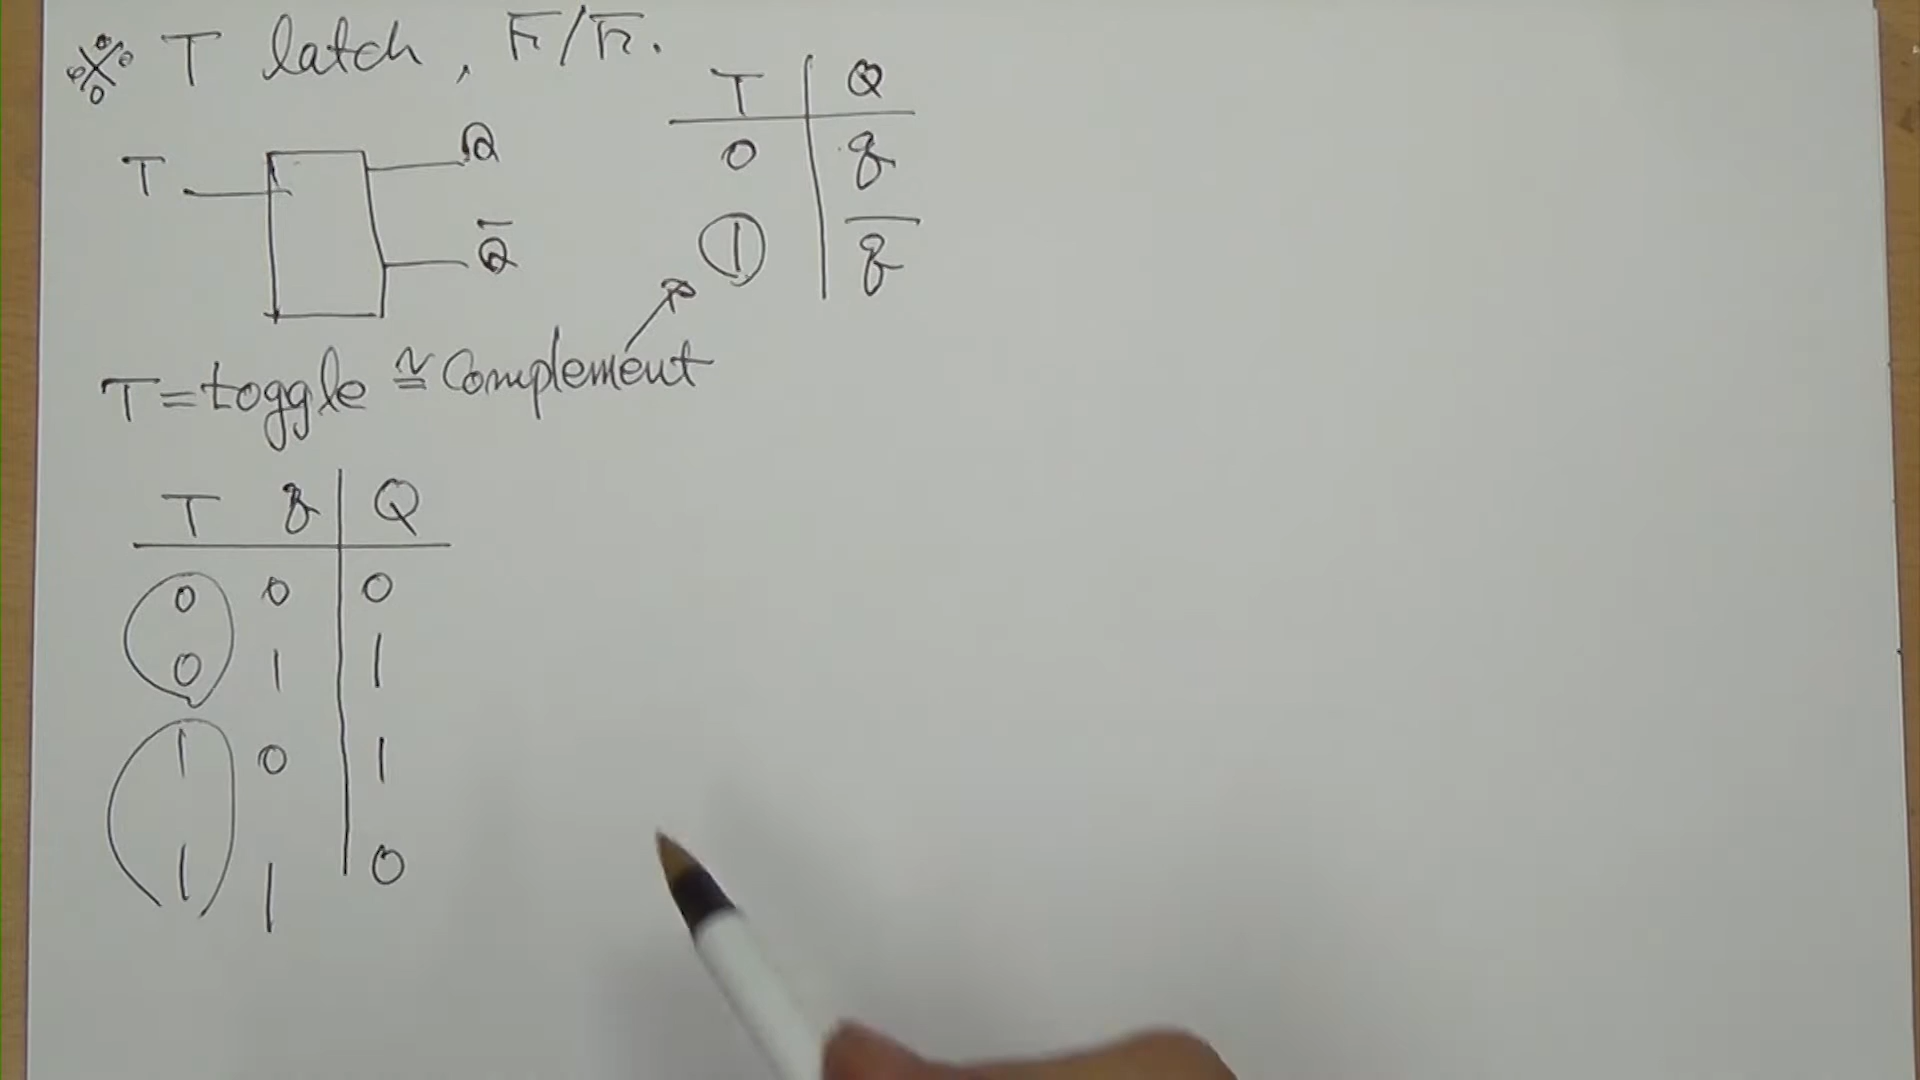 ※ T latch, F/F.
T Q
Q̅
T Q
0 q
1 q̅
T = toggle ≅ Complement
T q Q
0 0 0
0 1 1
1 0 1
1 1 0